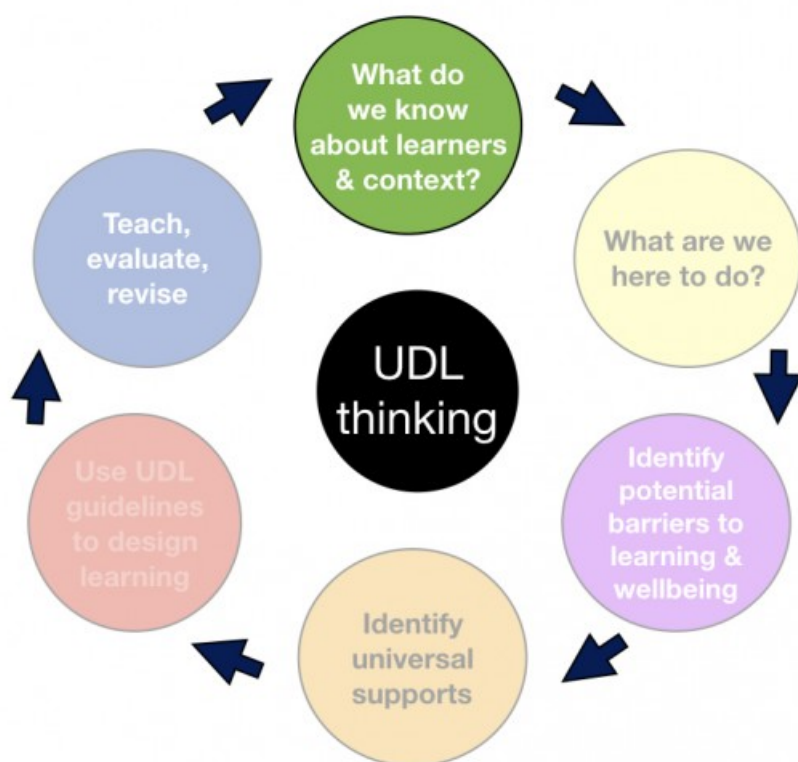 What do
we know
about learners
& context?
What are we
here to do?
Identify
potential
barriers to
learning &
wellbeing
Identify
universal
supports
Use UDL
guidelines
to design
learning
Teach,
evaluate,
revise
UDL
thinking